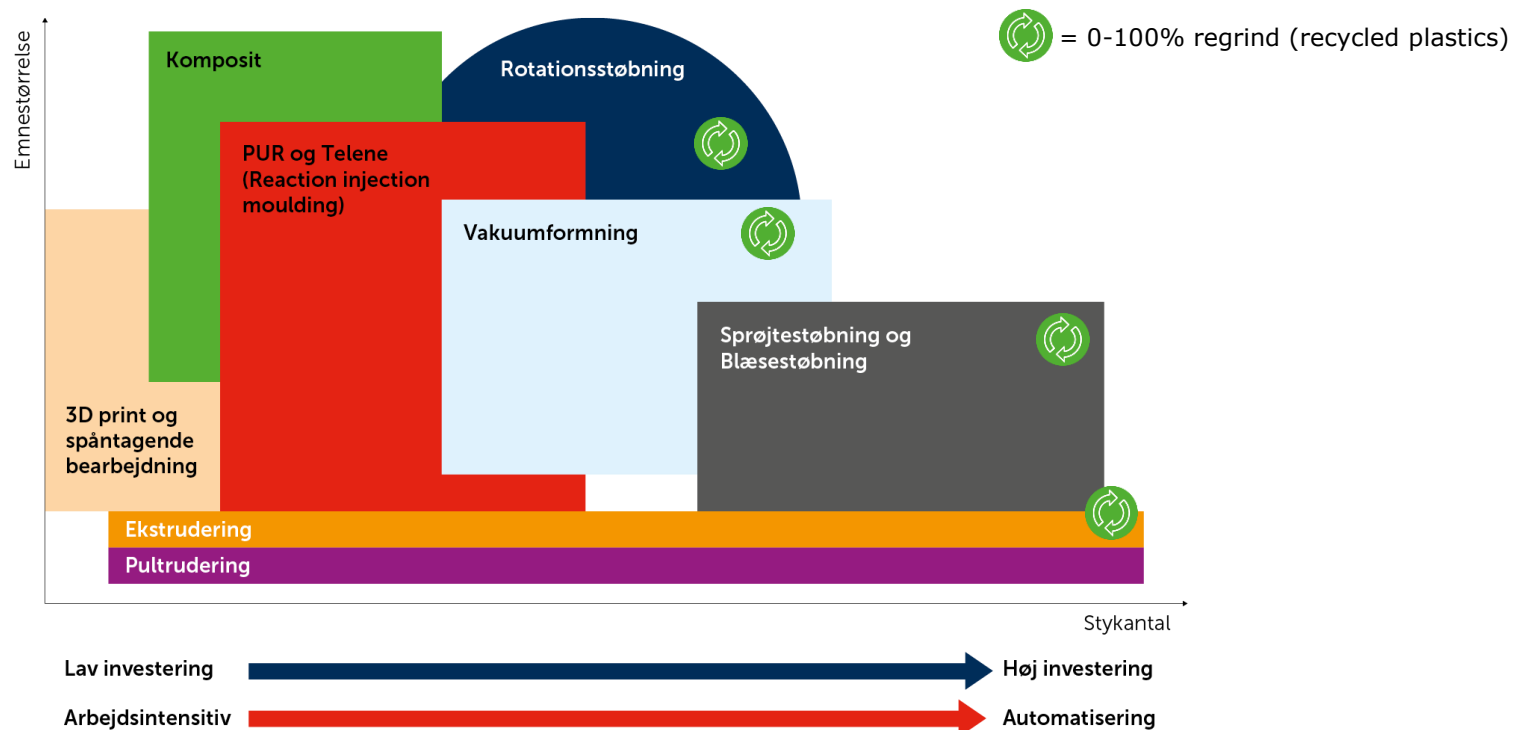 = 0-100% regrind (recycled plastics)
Emnestørrelse
Komposit
Rotationsstøbning
PUR og Telene
(Reaction injection
moulding)
Vakuumformning
Sprøjtestøbning og
Blæsestøbning
3D print og
spåntagende
bearbejdning
Ekstrudering
Pultrudering
Stykantal
Lav investering
Høj investering
Arbejdsintensitiv
Automatisering